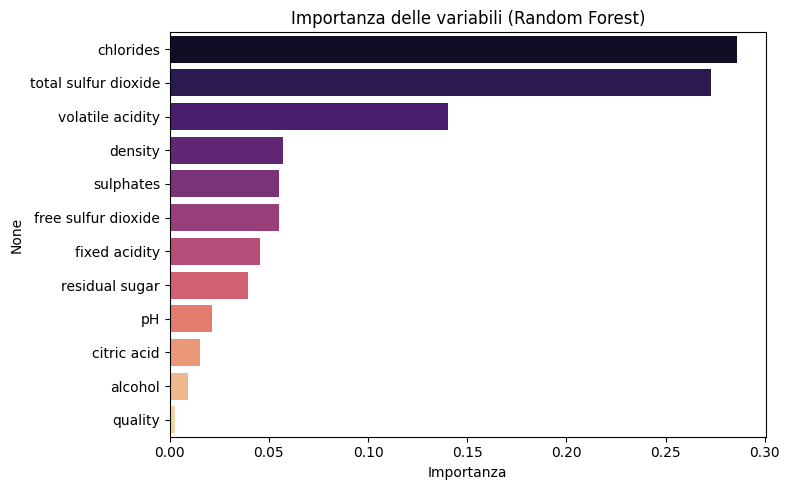 Importanza delle variabili (Random Forest)
chlorides
total sulfur dioxide
volatile acidity
density
sulphates
free sulfur dioxide
fixed acidity
residual sugar
pH
citric acid
alcohol
quality
None
0.00 0.05 0.10 0.15 0.20 0.25 0.30
Importanza